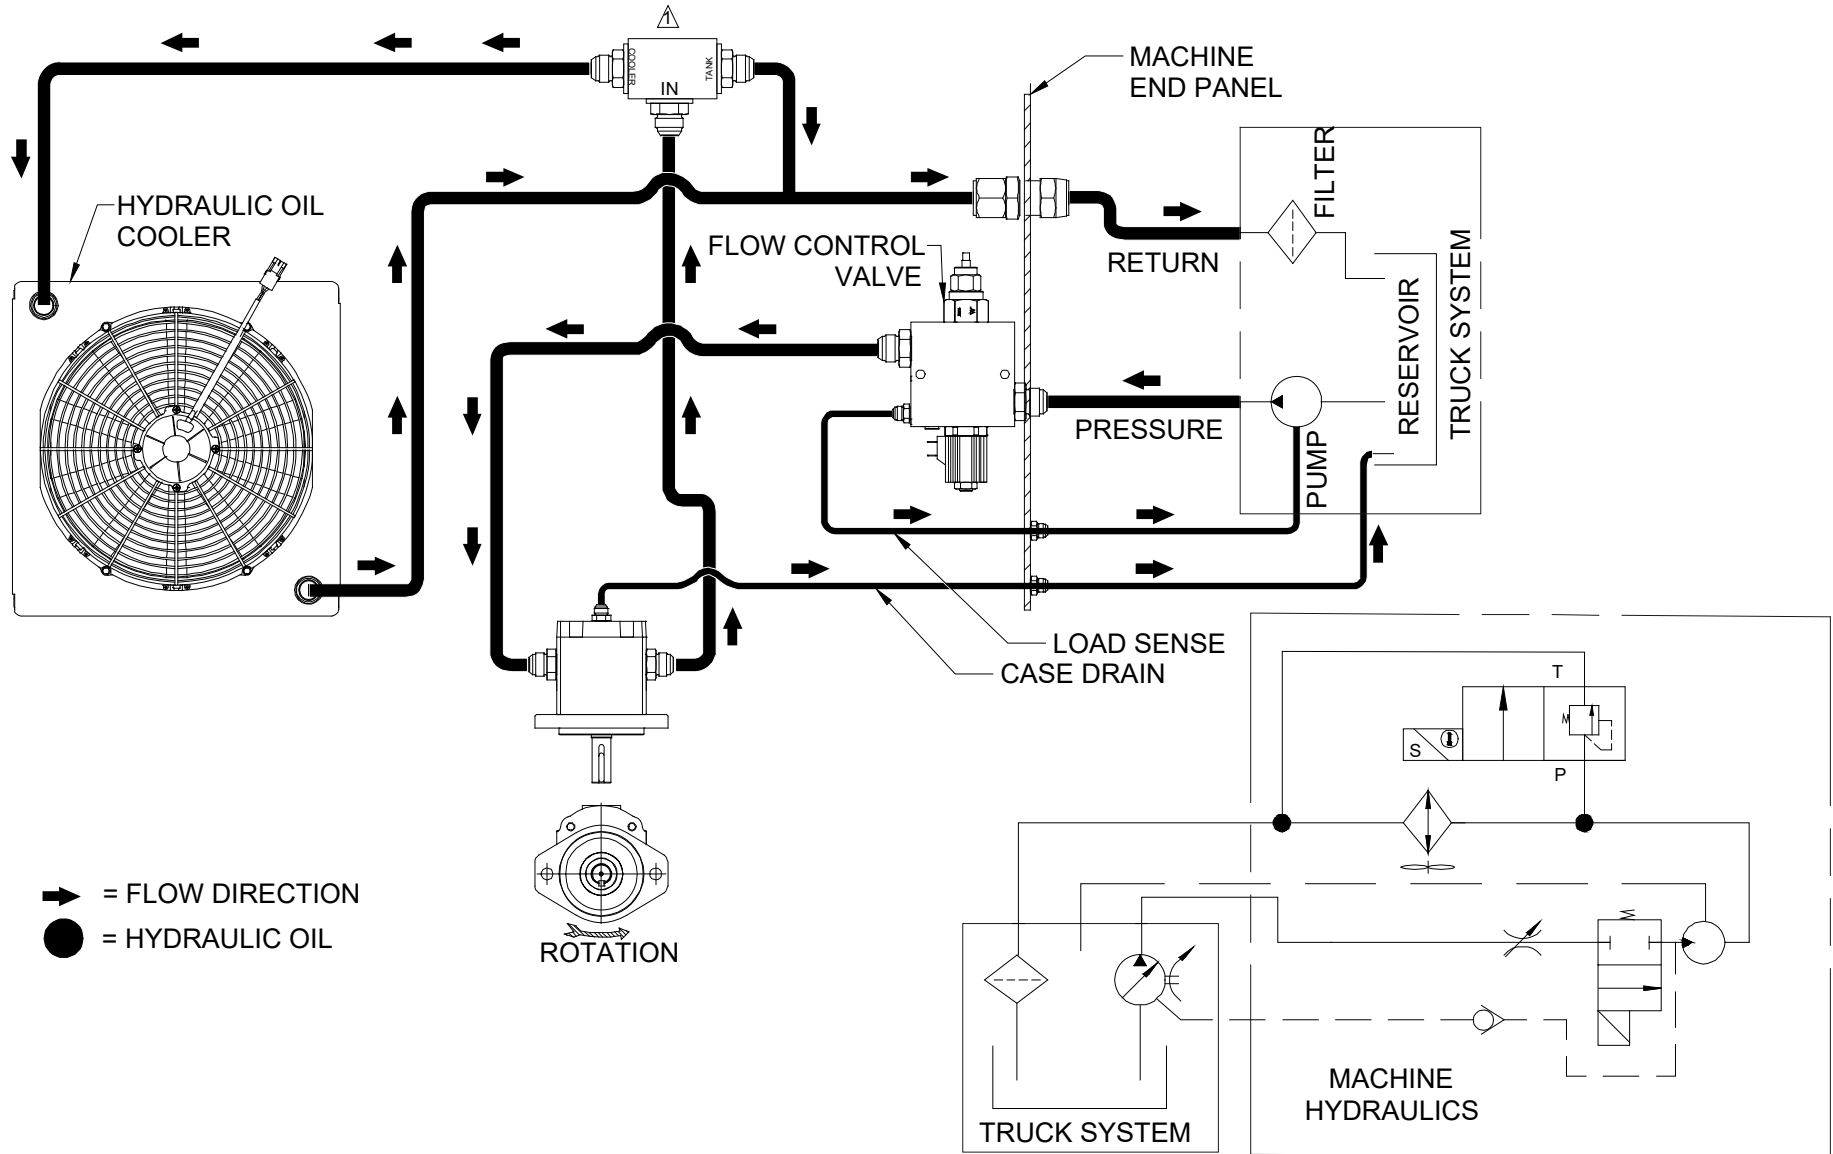 1
COOLER
TANK
IN
MACHINE
END PANEL
HYDRAULIC OIL
COOLER
FLOW CONTROL
VALVE
RETURN
FILTER
PRESSURE
PUMP
RESERVOIR
TRUCK SYSTEM
LOAD SENSE
CASE DRAIN
ROTATION
= FLOW DIRECTION
= HYDRAULIC OIL
T
S
P
MACHINE
HYDRAULICS
TRUCK SYSTEM